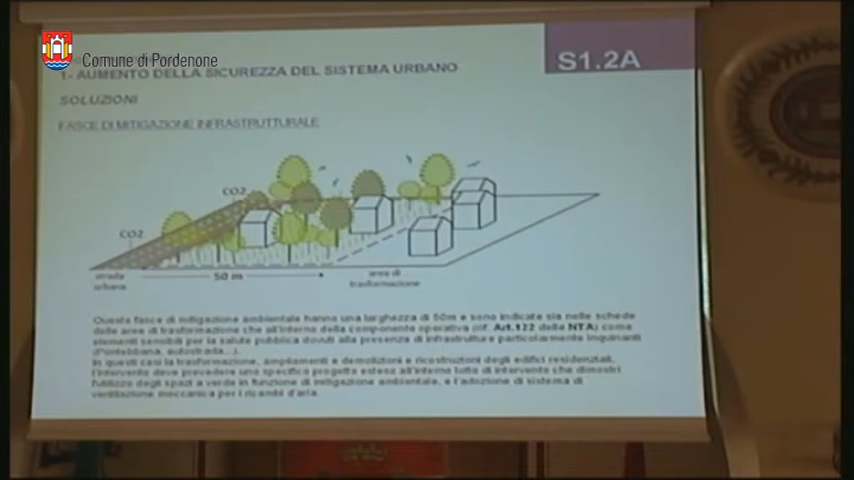 Comune di Pordenone
S1.2A
1- AUMENTO DELLA SICUREZZA DEL SISTEMA URBANO
SOLUZIONI
FASCE DI MITIGAZIONE INFRASTRUTTURALE
CO2
CO2
strada
urbana
50 m
area di
trasformazione
Queste fasce di mitigazione ambientale hanno una larghezza di 50m e sono indicate sia nelle schede
delle aree di trasformazione che all'interno della componente operativa (cif. Art.122 delle NTA) come
elementi sensibili per la salute pubblica dovuti alla presenza di infrastrutture particolarmente inquinanti
(Pontebbana, autostrada...).
In questi casi la trasformazione, ampliamenti e demolizioni e ricostruzioni degli edifici residenziali,
l'intervento deve prevedere uno specifico progetto esteso all'intero lotto di intervento che dimostri
l'utilizzo degli spazi a verde in funzione di mitigazione ambientale, e l'adozione di sistema di
ventilazione meccanica per i ricambi d'aria.